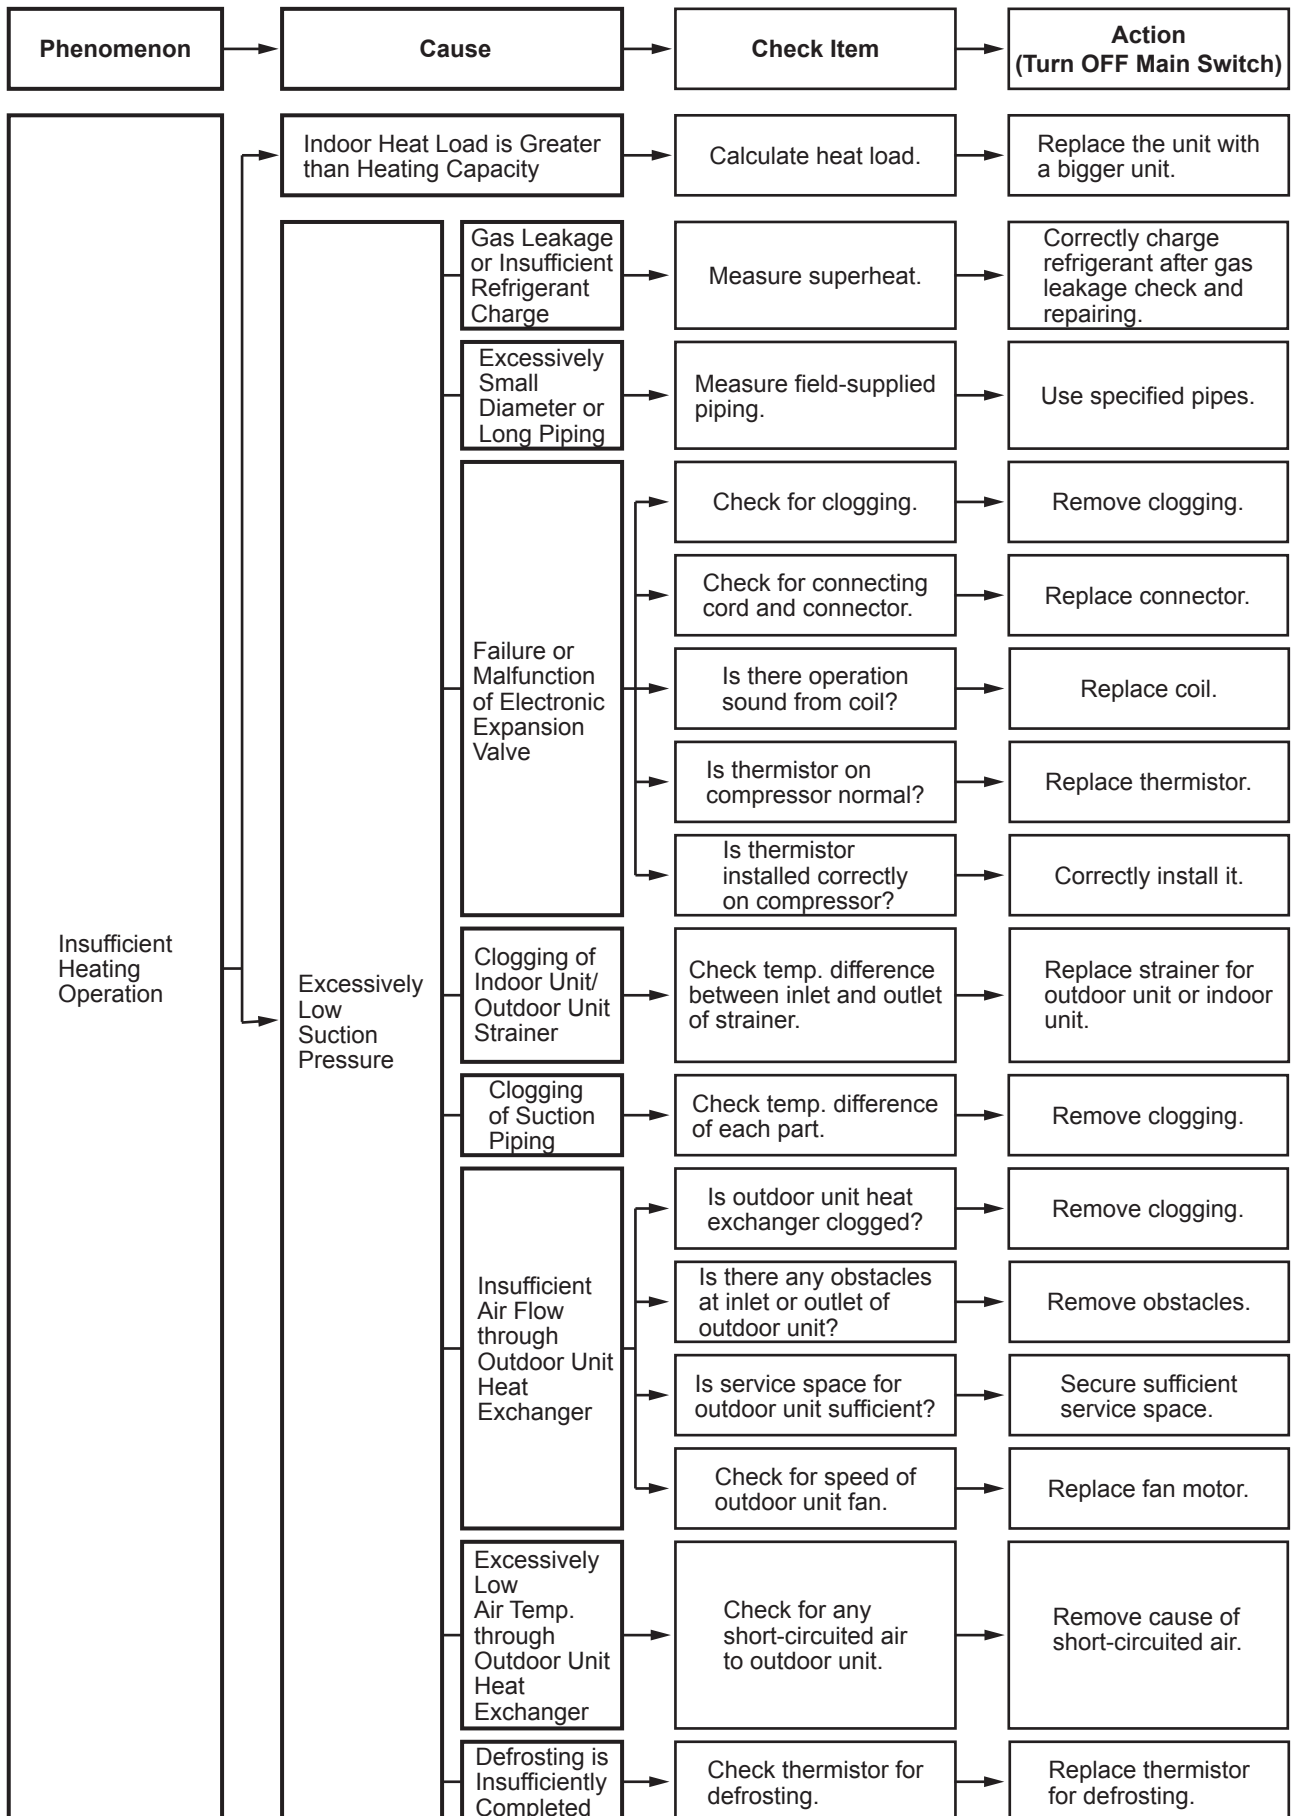 Phenomenon
Cause
Check Item
Action
(Turn OFF Main Switch)
Insufficient
Heating
Operation
Indoor Heat Load is Greater
than Heating Capacity
Calculate heat load.
Replace the unit with
a bigger unit.
Excessively
Low
Suction
Pressure
Gas Leakage
or Insufficient
Refrigerant
Charge
Measure superheat.
Correctly charge
refrigerant after gas
leakage check and
repairing.
Excessively
Small
Diameter or
Long Piping
Measure field-supplied
piping.
Use specified pipes.
Failure or
Malfunction
of Electronic
Expansion
Valve
Check for clogging.
Remove clogging.
Check for connecting
cord and connector.
Replace connector.
Is there operation
sound from coil?
Replace coil.
Is thermistor on
compressor normal?
Replace thermistor.
Is thermistor
installed correctly
on compressor?
Correctly install it.
Clogging of
Indoor Unit/
Outdoor Unit
Strainer
Check temp. difference
between inlet and outlet
of strainer.
Replace strainer for
outdoor unit or indoor
unit.
Clogging
of Suction
Piping
Check temp. difference
of each part.
Remove clogging.
Insufficient
Air Flow
through
Outdoor Unit
Heat
Exchanger
Is outdoor unit heat
exchanger clogged?
Remove clogging.
Is there any obstacles
at inlet or outlet of
outdoor unit?
Remove obstacles.
Is service space for
outdoor unit sufficient?
Secure sufficient
service space.
Check for speed of
outdoor unit fan.
Replace fan motor.
Excessively
Low
Air Temp.
through
Outdoor Unit
Heat
Exchanger
Check for any
short-circuited air
to outdoor unit.
Remove cause of
short-circuited air.
Defrosting is
Insufficiently
Completed
Check thermistor for
defrosting.
Replace thermistor
for defrosting.